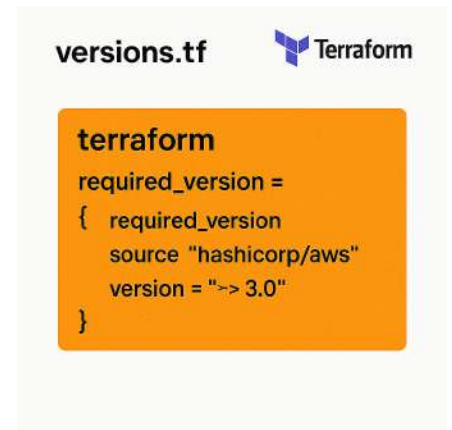 versions.tf Terraform
terraform
required_version =
{ required_version
source "hashicorp/aws"
version = "~> 3.0"
}